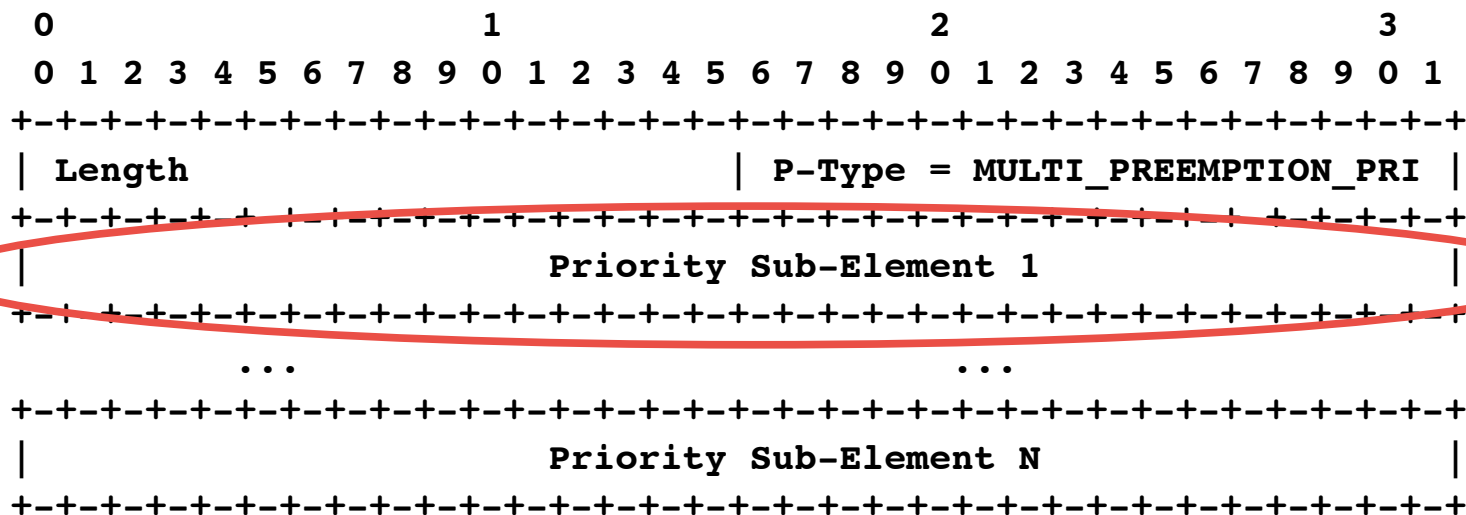 0                   1                   2                   3
0 1 2 3 4 5 6 7 8 9 0 1 2 3 4 5 6 7 8 9 0 1 2 3 4 5 6 7 8 9 0 1
+-+-+-+-+-+-+-+-+-+-+-+-+-+-+-+-+-+-+-+-+-+-+-+-+-+-+-+-+-+-+-+-+
| Length                        | P-Type = MULTI_PREEMPTION_PRI |
+-+-+-+-+-+-+-+-+-+-+-+-+-+-+-+-+-+-+-+-+-+-+-+-+-+-+-+-+-+-+-+-+
|                       Priority Sub-Element 1                  |
+-+-+-+-+-+-+-+-+-+-+-+-+-+-+-+-+-+-+-+-+-+-+-+-+-+-+-+-+-+-+-+-+
...                             ...
+-+-+-+-+-+-+-+-+-+-+-+-+-+-+-+-+-+-+-+-+-+-+-+-+-+-+-+-+-+-+-+-+
|                       Priority Sub-Element N                  |
+-+-+-+-+-+-+-+-+-+-+-+-+-+-+-+-+-+-+-+-+-+-+-+-+-+-+-+-+-+-+-+-+